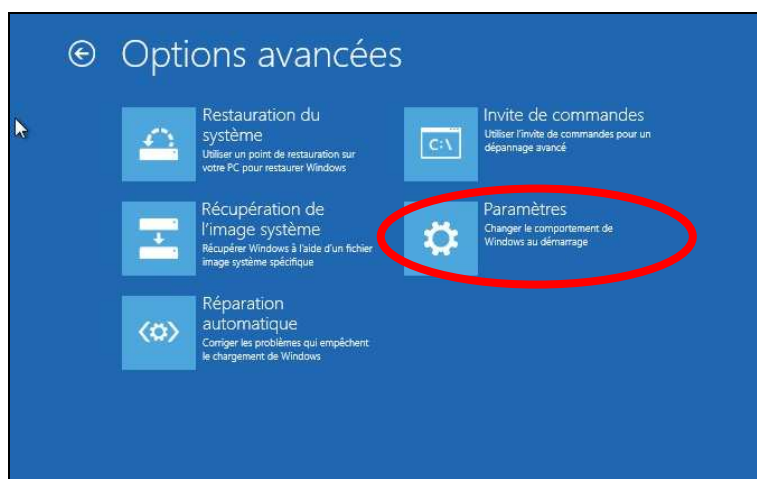 Options avancées
Restauration du
système
Utiliser un point de restauration sur
votre PC pour restaurer Windows
Récupération de
l'image système
Récupérer Windows à l'aide d'un fichier
image système spécifique
Réparation
automatique
Corriger les problèmes qui empêchent
le chargement de Windows
C:\
Invite de commandes
Utiliser l'invite de commandes pour un
dépannage avancé
Paramètres
Changer le comportement de
Windows au démarrage